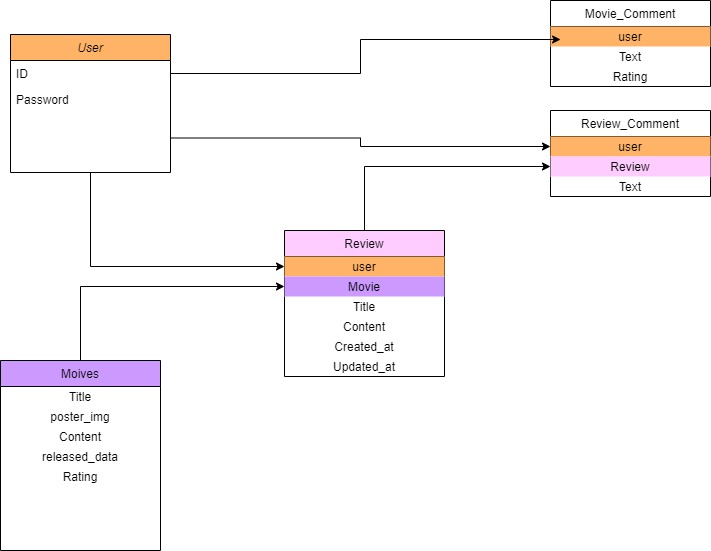 User
ID
Password
Movie_Comment
user
Text
Rating
Review_Comment
user
Review
Text
Review
user
Movie
Title
Content
Created_at
Updated_at
Moives
Title
poster_img
Content
released_data
Rating